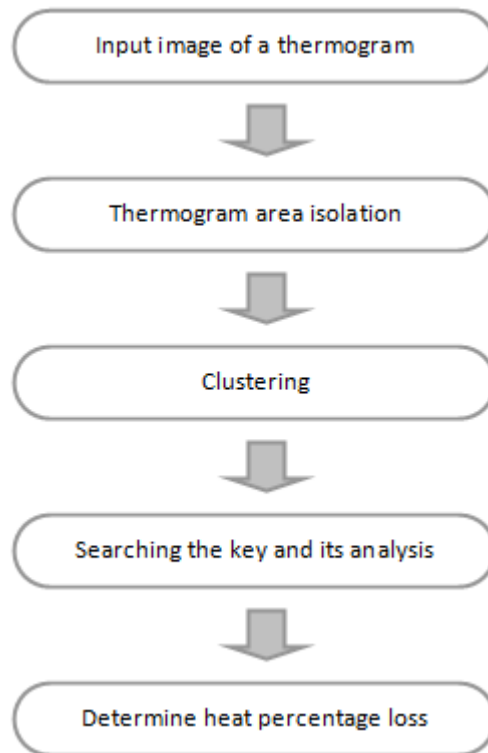 Input image of a thermogram
Thermogram area isolation
Clustering
Searching the key and its analysis
Determine heat percentage loss